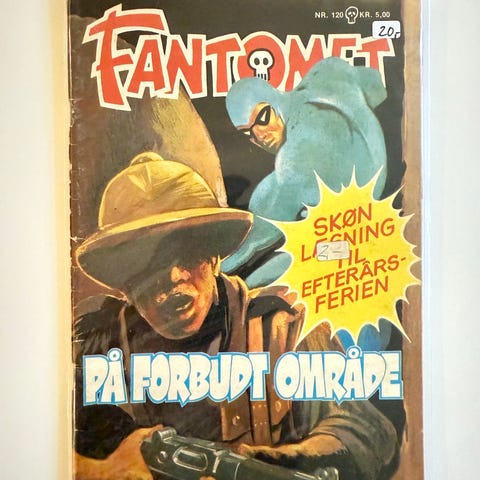 NR. 120 KR. 5,00
20,-
FANTOMET
SKØN
LÆSNING
TIL
EFTERÅRS-
FERIEN
PÅ FORBUDT OMRÅDE